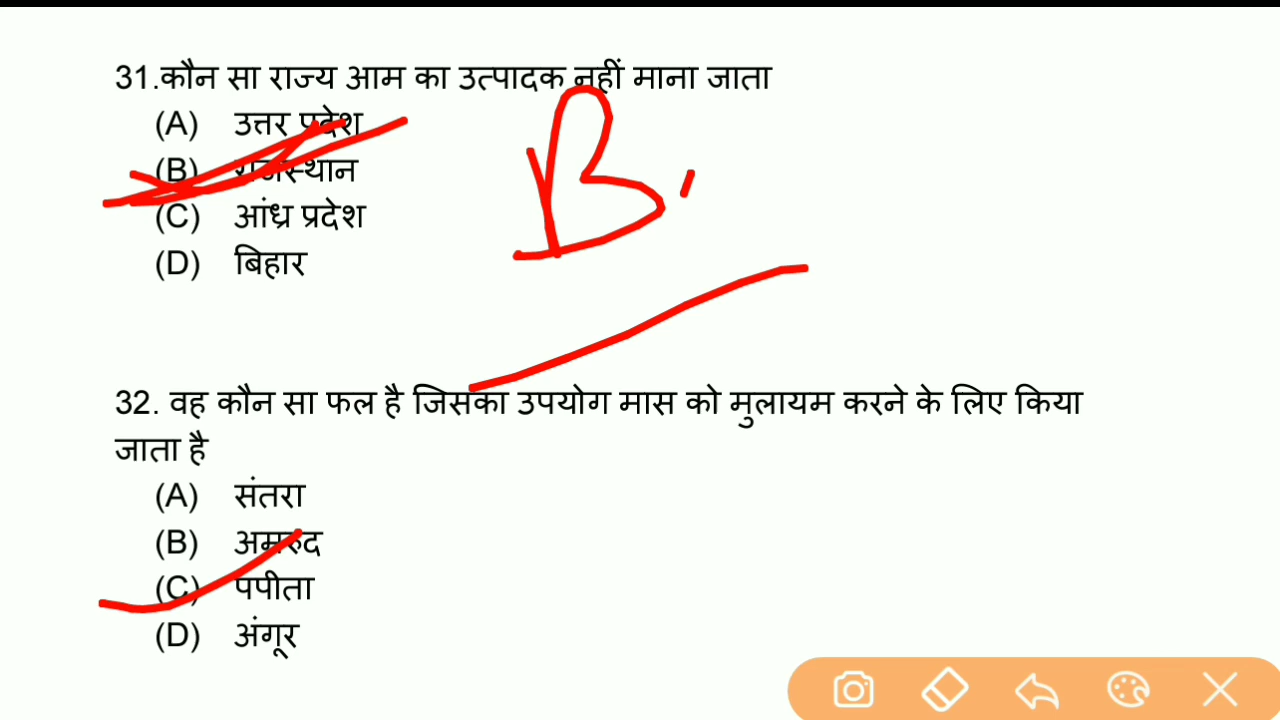 31.कौन सा राज्य आम का उत्पादक नहीं माना जाता
(A) उत्तर प्रदेश
(B) राजस्थान
(C) आंध्र प्रदेश
(D) बिहार
B.
32. वह कौन सा फल है जिसका उपयोग मास को मुलायम करने के लिए किया
जाता है
(A) संतरा
(B) अमरुद
(C) पपीता
(D) अंगूर